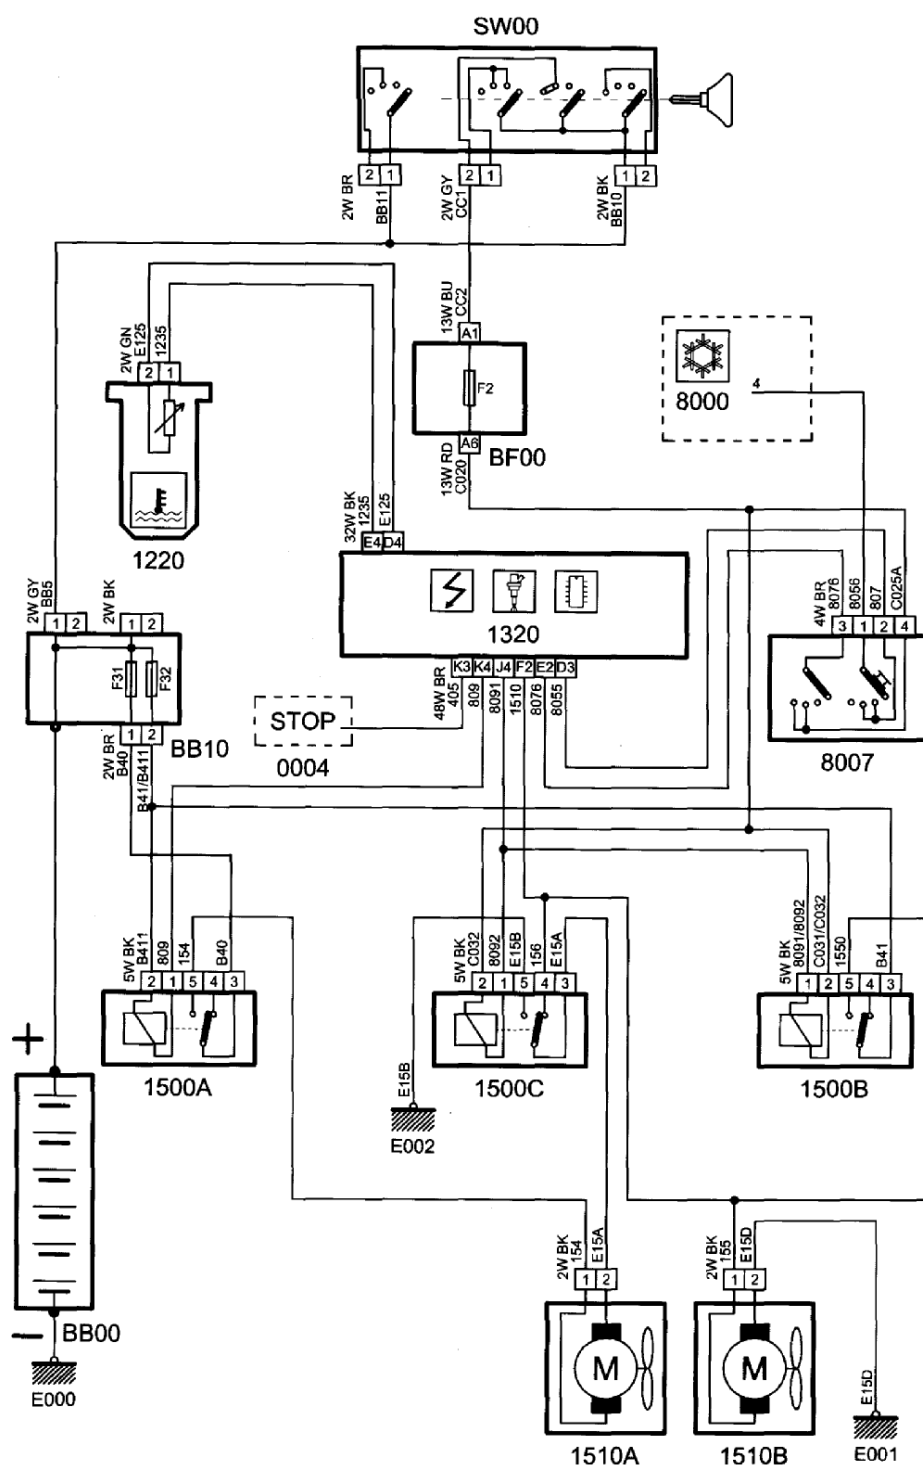 SW00
2 1
2 1
1 2
2W BR
BB11
2W GY
CC1
2W BK
BB10
13W BU
CC2
2W GN
E125
1235
2 1
A1
F2
A6
BF00
13W RD
C020
8000
4
1220
32W BK
1235
E125
E4 D4
1320
K3 K4 J4 F2 E2 D3
48W BR
405
809
8091
1510
8076
8055
4W BR
8076
8056
807
C025A
3 1 2 4
8007
2W GY
BB5
2W BK
1 2
1 2
F31
F32
1 2
BB10
2W BR
B40
B41/B411
STOP
0004
5W BK
B411
809
154
B40
2 1 5 4 3
1500A
5W BK
C032
8092
E15B
156
E15A
2 1 5 4 3
1500C
5W BK
8091/8092
C031/C032
1550
B41
1 2 5 4 3
1500B
E15B
E002
+
–
BB00
E000
2W BK
154
E15A
1 2
M
1510A
2W BK
155
E15D
1 2
M
1510B
E15D
E001